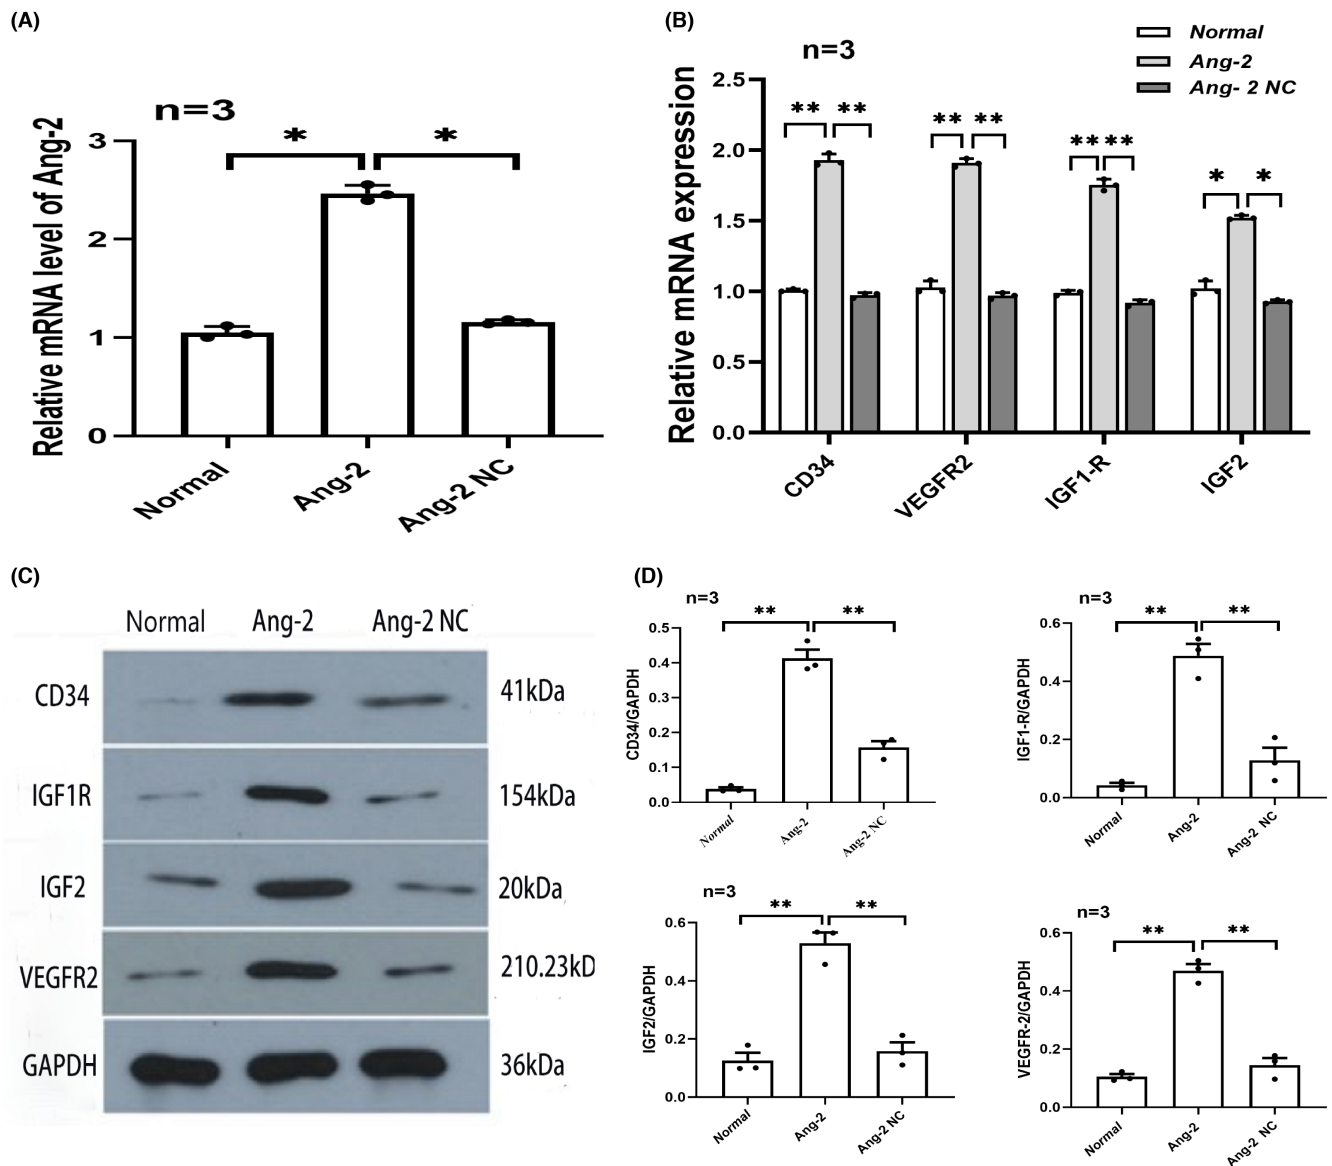 (A)
n=3
*
*
Relative mRNA level of Ang-2
3
2
1
0
Normal
Ang-2
Ang-2 NC
(B)
n=3
Normal
Ang-2
Ang- 2 NC
Relative mRNA expression
2.5
2.0
1.5
1.0
0.5
0.0
**
**
**
**
**
**
*
*
CD34
VEGFR2
IGF1-R
IGF2
(C)
Normal
Ang-2
Ang-2 NC
CD34
41kDa
IGF1R
154kDa
IGF2
20kDa
VEGFR2
210.23kD
GAPDH
36kDa
(D)
n=3
**
**
CD34/GAPDH
0.5
0.4
0.3
0.2
0.1
0.0
Normal
Ang-2
Ang-2 NC
n=3
**
**
IGF1-R/GAPDH
0.6
0.4
0.2
0.0
Normal
Ang-2
Ang-2 NC
n=3
**
**
IGF2/GAPDH
0.6
0.4
0.2
0.0
Normal
Ang-2
Ang-2 NC
n=3
**
**
VEGFR-2/GAPDH
0.6
0.4
0.2
0.0
Normal
Ang-2
Ang-2 NC